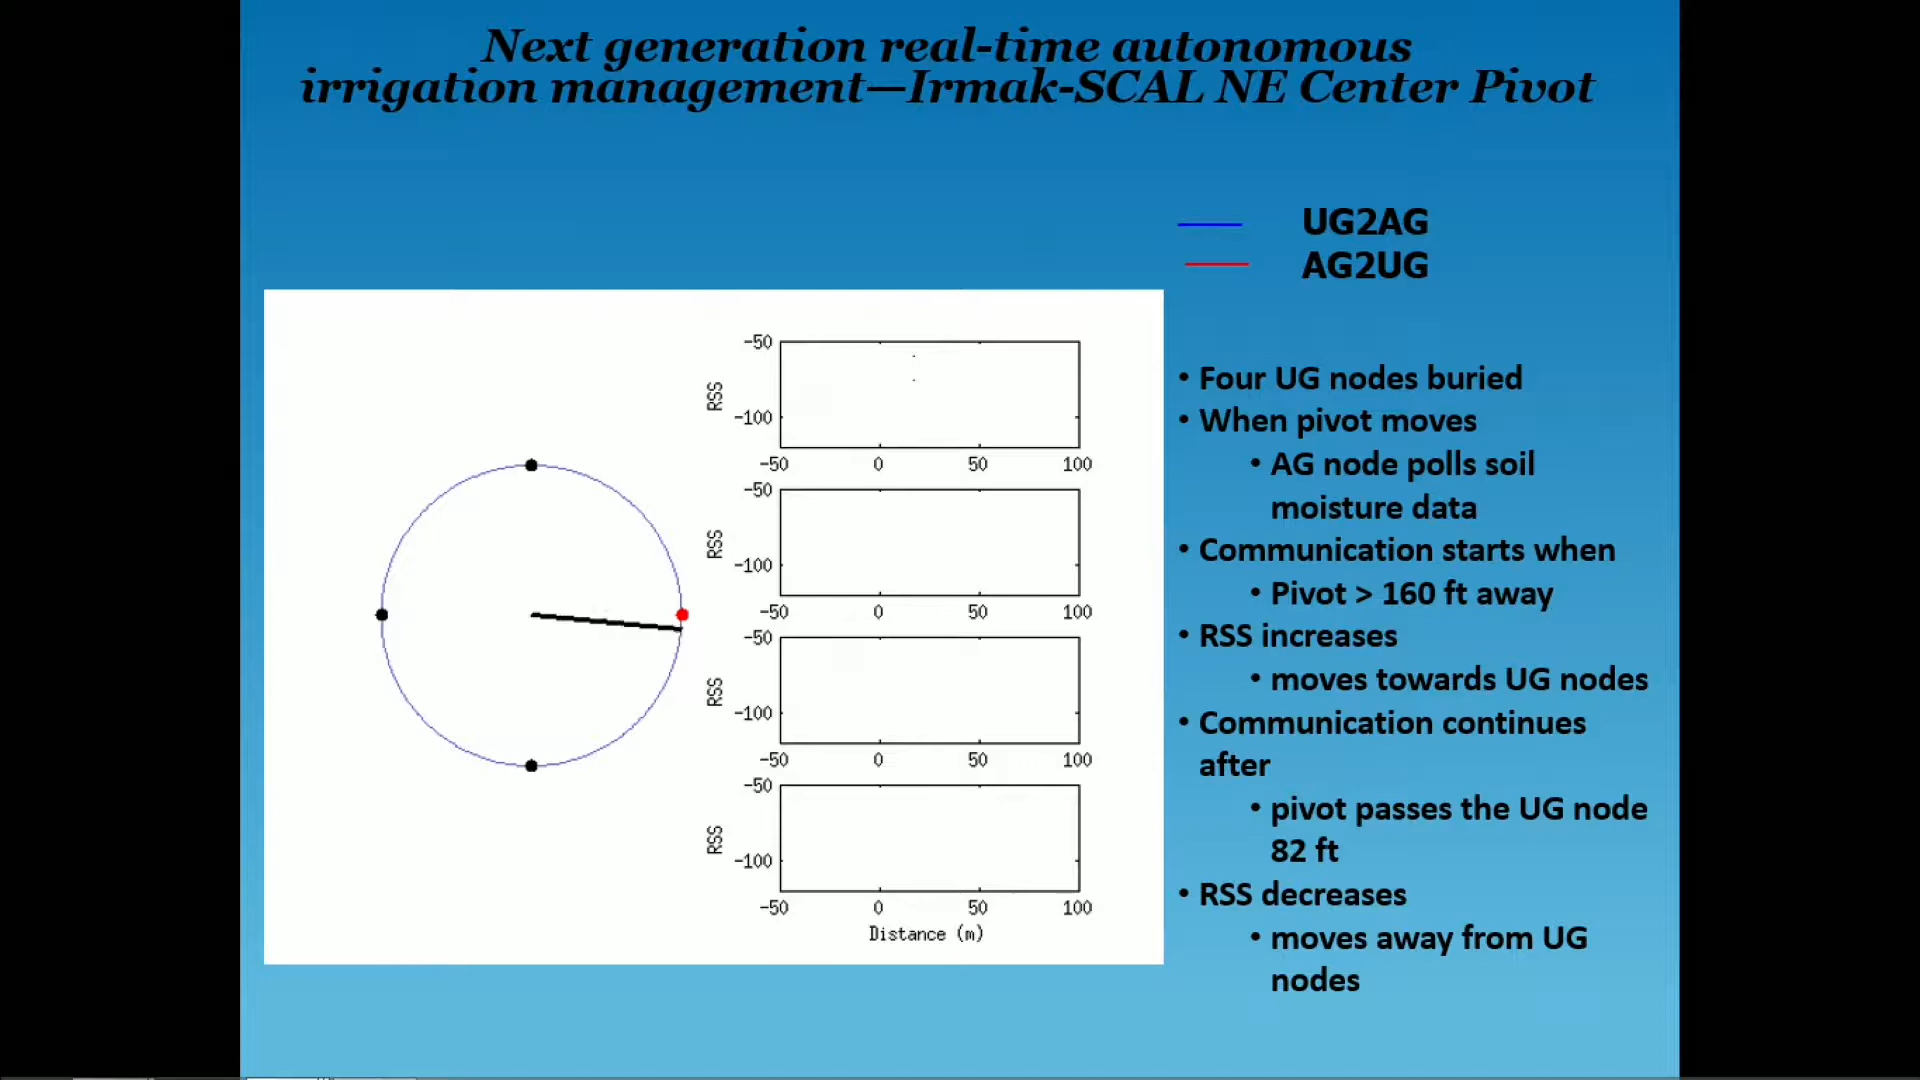 Next generation real-time autonomous
irrigation management—Irmak-SCAL NE Center Pivot
UG2AG
AG2UG
-50
RSS
-100
-50 0 50 100
-50
RSS
-100
-50 0 50 100
-50
RSS
-100
-50 0 50 100
-50
RSS
-100
-50 0 50 100
Distance (m)
• Four UG nodes buried
• When pivot moves
• AG node polls soil
moisture data
• Communication starts when
• Pivot > 160 ft away
• RSS increases
• moves towards UG nodes
• Communication continues
after
• pivot passes the UG node
82 ft
• RSS decreases
• moves away from UG
nodes